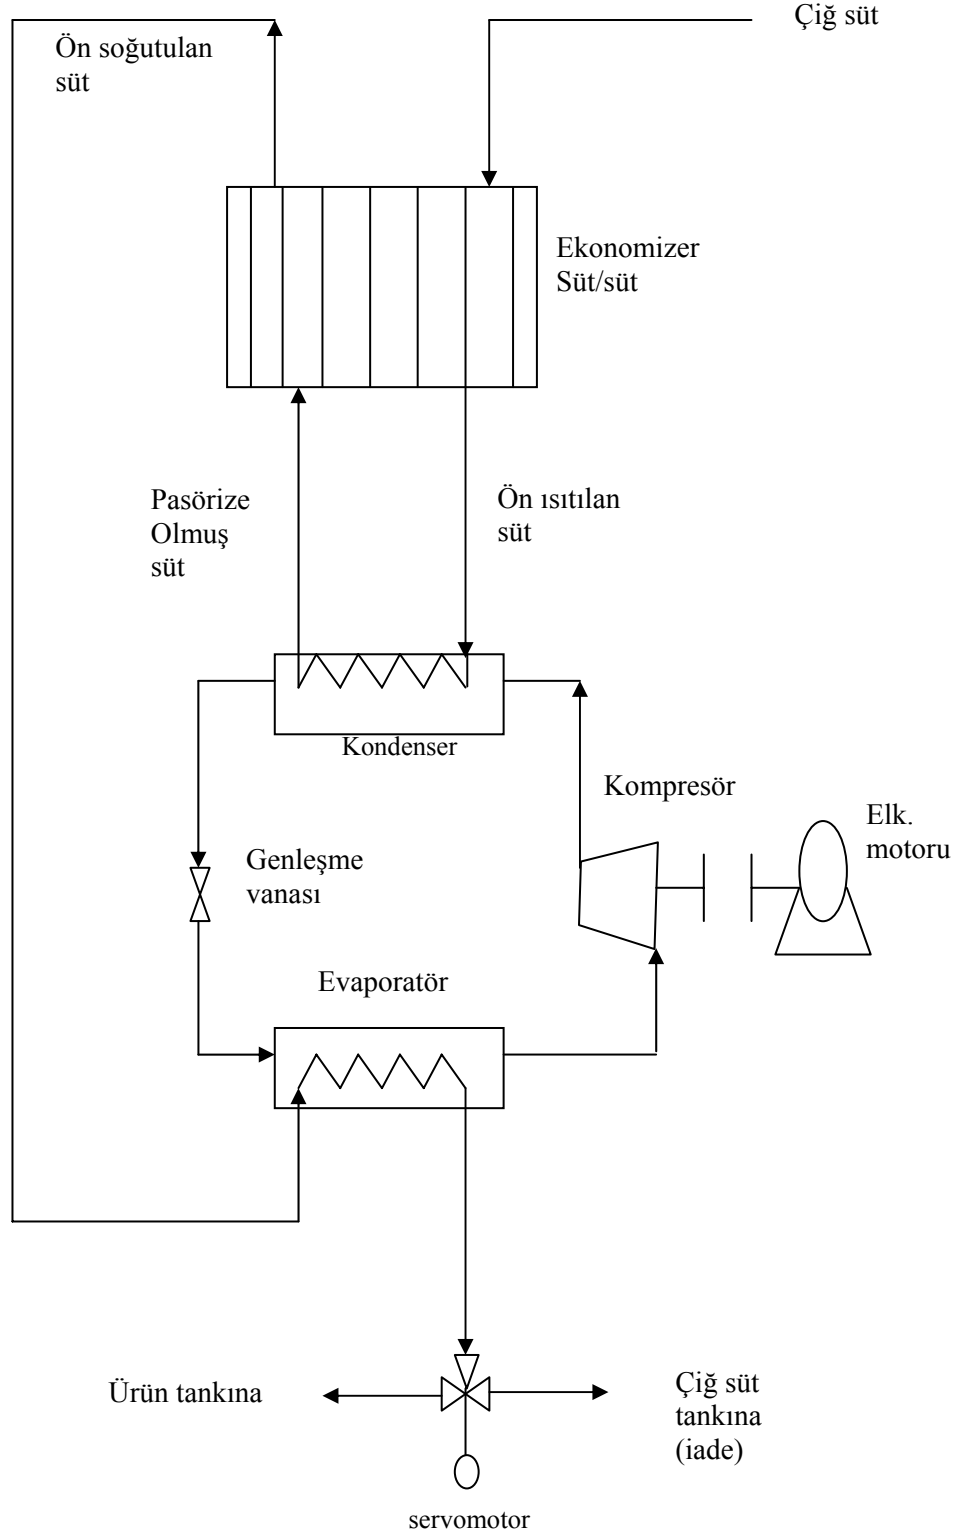 Çiğ süt
Ön soğutulan
süt
Ekonomizer
Süt/süt
Pasörize
Olmuş
süt
Ön ısıtılan
süt
Kondenser
Kompresör
Elk.
motoru
Genleşme
vanası
Evaporatör
Ürün tankına
Çiğ süt
tankına
(iade)
servomotor